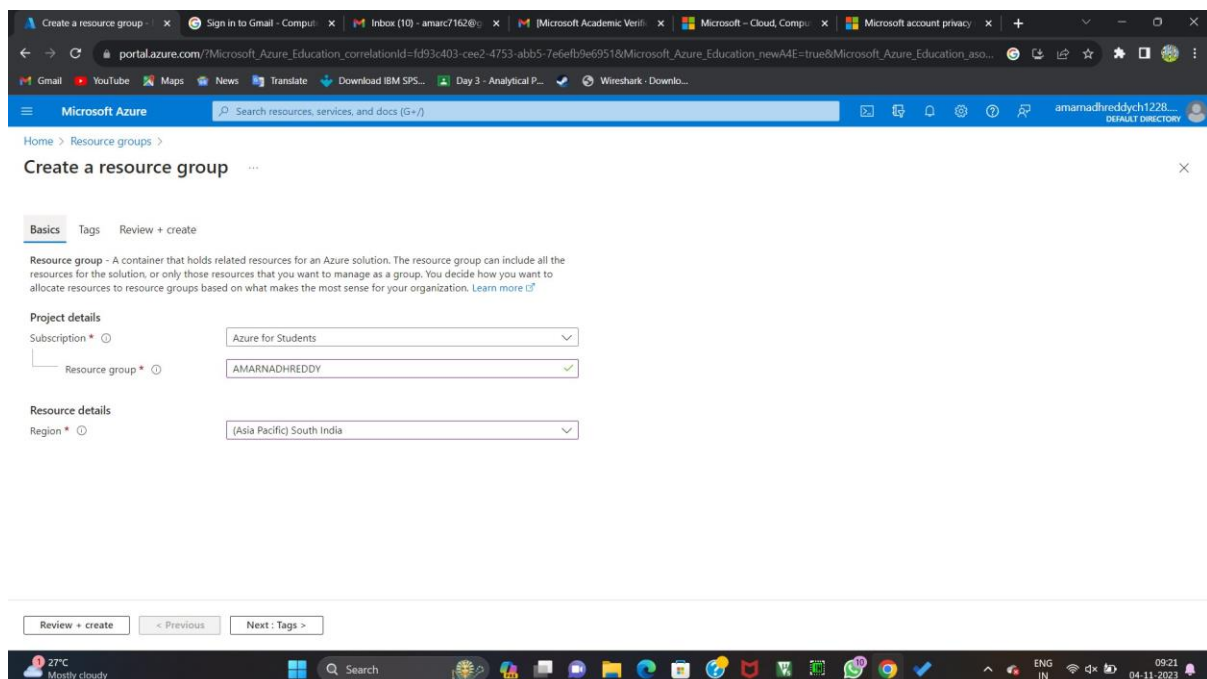 Create a resource group -
Sign in to Gmail - Compute
Inbox (10) - amarc7162@g
[Microsoft Academic Verific
Microsoft – Cloud, Compu
Microsoft account privacy
portal.azure.com/?Microsoft_Azure_Education_correlationId=fd93c403-cee2-4753-abb5-7e6efb9e6951&Microsoft_Azure_Education_newA4E=true&Microsoft_Azure_Education_aso...
Gmail YouTube Maps News Translate Download IBM SPS... Day 3 - Analytical P... Wireshark · Downlo...
Microsoft Azure
Search resources, services, and docs (G+/)
amarnadhreddych1228....
DEFAULT DIRECTORY
Home > Resource groups >
Create a resource group ...
Basics Tags Review + create
Resource group - A container that holds related resources for an Azure solution. The resource group can include all the
resources for the solution, or only those resources that you want to manage as a group. You decide how you want to
allocate resources to resource groups based on what makes the most sense for your organization. Learn more
Project details
Subscription * Azure for Students
Resource group * AMARNADHREDDY
Resource details
Region * (Asia Pacific) South India
Review + create < Previous Next : Tags >
1
27°C
Mostly cloudy
Search
10
ENG
IN
09:21
04-11-2023